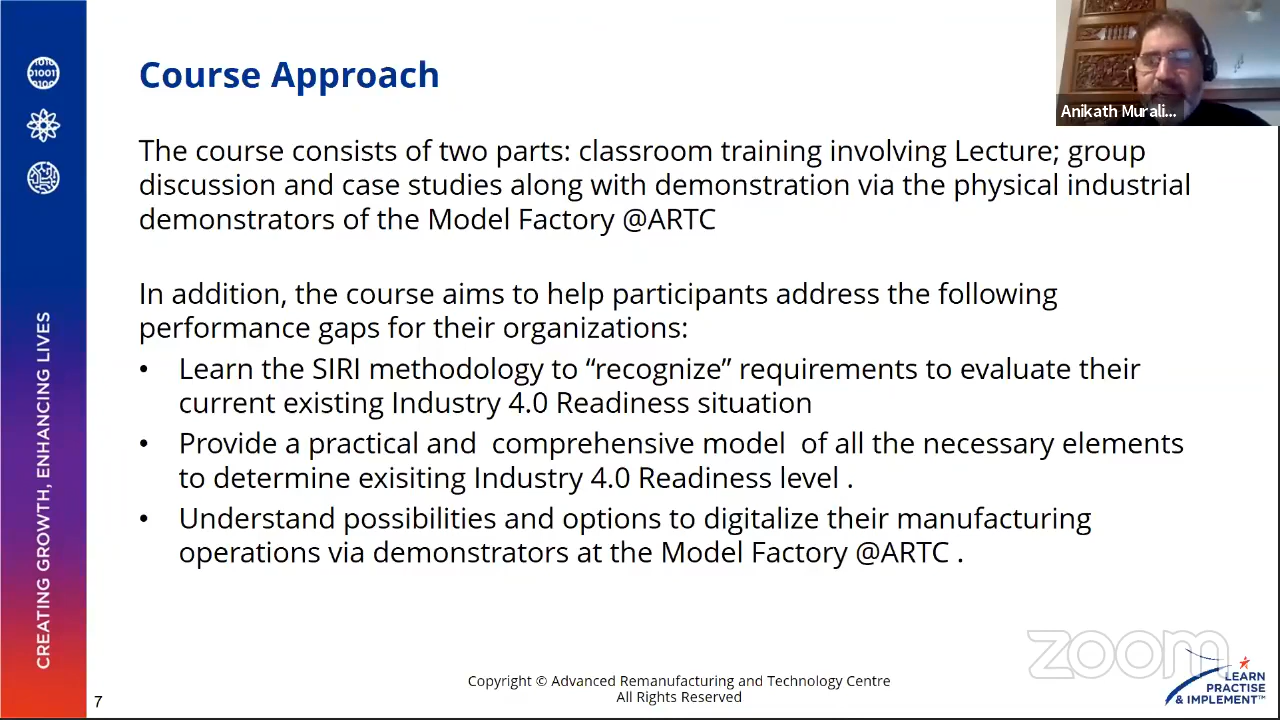 Course Approach
Anikath Murali...
The course consists of two parts: classroom training involving Lecture; group
discussion and case studies along with demonstration via the physical industrial
demonstrators of the Model Factory @ARTC
In addition, the course aims to help participants address the following
performance gaps for their organizations:
• Learn the SIRI methodology to “recognize” requirements to evaluate their
current existing Industry 4.0 Readiness situation
• Provide a practical and  comprehensive model  of all the necessary elements
to determine exisiting Industry 4.0 Readiness level .
• Understand possibilities and options to digitalize their manufacturing
operations via demonstrators at the Model Factory @ARTC .
CREATING GROWTH, ENHANCING LIVES
010
01001
0100
zoom
LEARN
PRACTISE
& IMPLEMENT™
Copyright © Advanced Remanufacturing and Technology Centre
All Rights Reserved
7